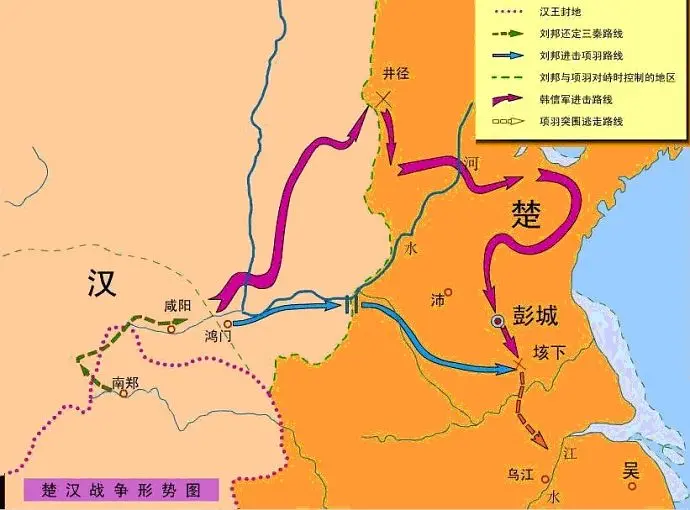 汉王封地
刘邦还定三秦路线
刘邦进击项羽路线
刘邦与项羽对峙时控制的地区
韩信军进击路线
项羽突围逃走路线
井径
河
楚
水
汉
咸阳
鸿门
沛
彭城
垓下
南郑
江
乌江
水
吴
楚汉战争形势图